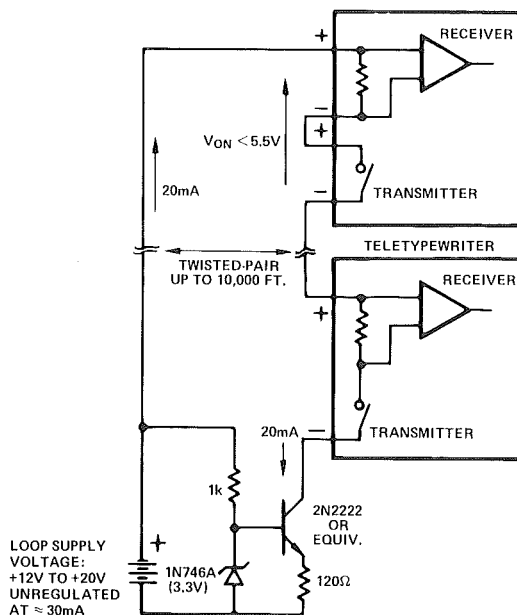 RECEIVER
+
−
+
V_ON < 5.5V
20mA
−
TRANSMITTER
TELETYPEWRITER
TWISTED-PAIR
UP TO 10,000 FT.
RECEIVER
+
20mA
−
TRANSMITTER
1k
2N2222
OR
EQUIV.
LOOP SUPPLY
VOLTAGE:
+12V TO +20V
UNREGULATED
AT ≈ 30mA
+
1N746A
(3.3V)
120Ω